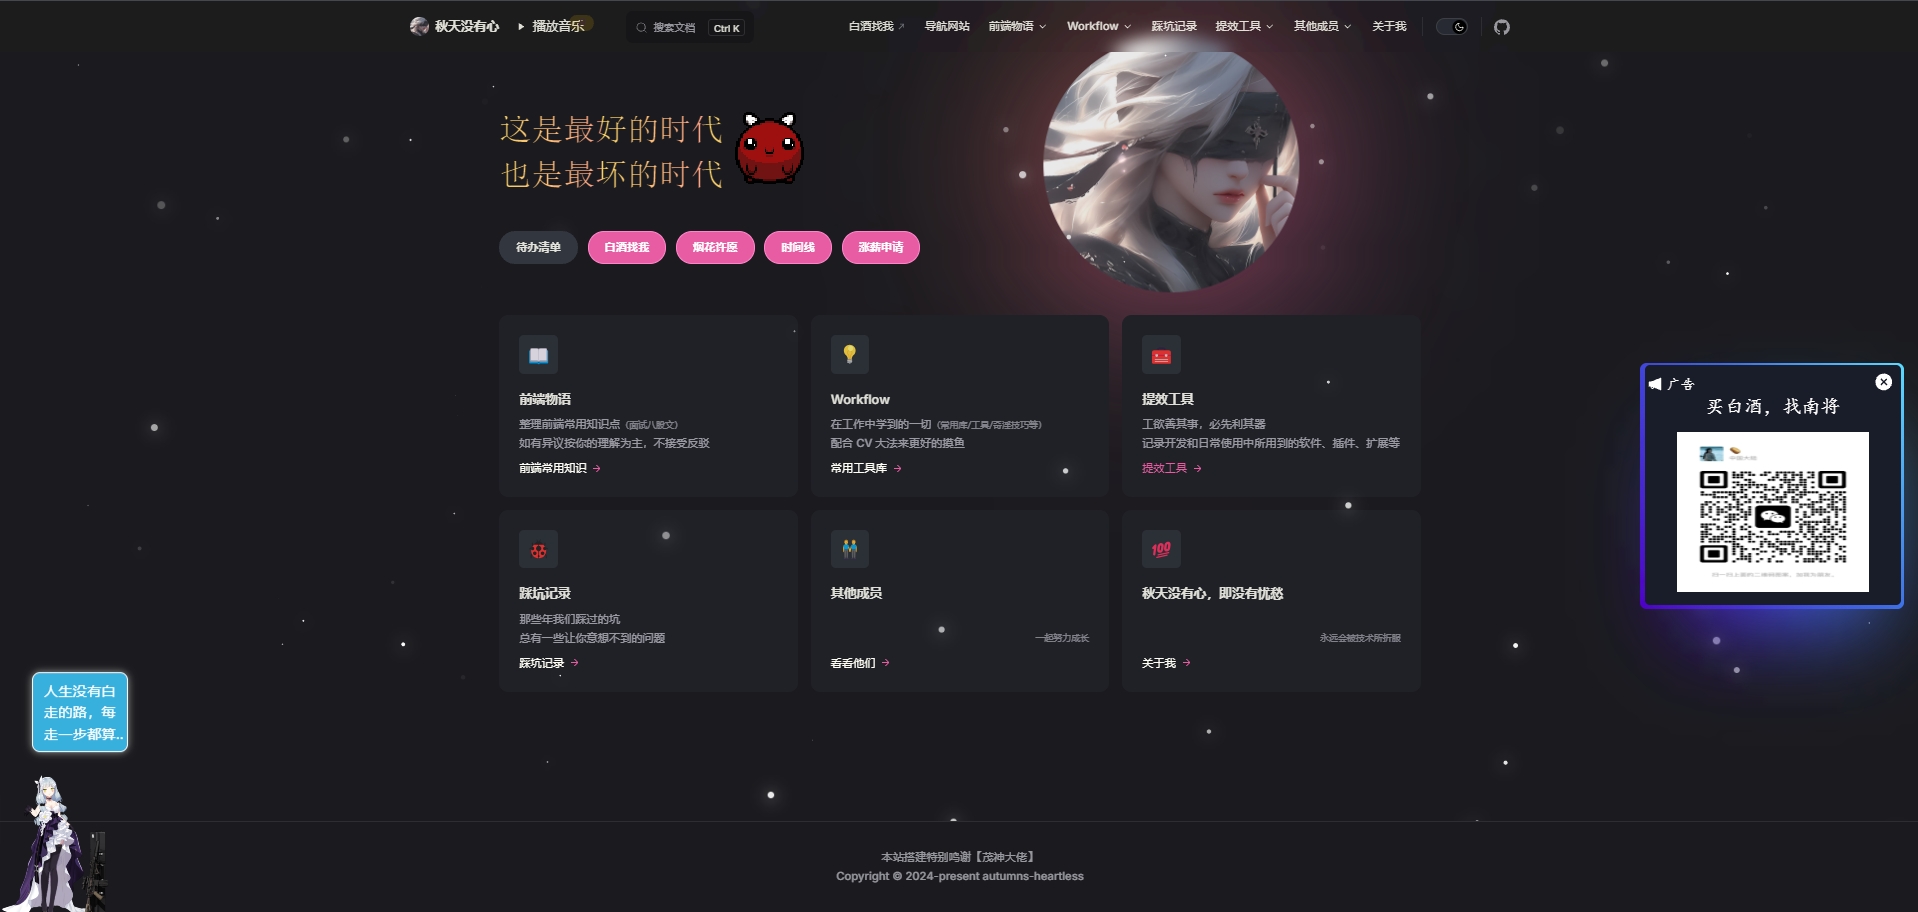 秋天没有心
播放音乐
搜索文档
Ctrl K
白酒找我
导航网站
前端物语
Workflow
踩坑记录
提效工具
其他成员
关于我
这是最好的时代
也是最坏的时代
待办清单
白酒找我
烟花许愿
时间线
涨薪申请
前端物语
整理前端常用知识点（面试八股文）
如有异议按你的理解为主，不接受反驳
前端常用知识
Workflow
在工作中学到的一切（常用库/工具/奇淫技巧等）
配合 CV 大法来更好的摸鱼
常用工具库
提效工具
工欲善其事，必先利其器
记录开发和日常使用中所用到的软件、插件、扩展等
提效工具
踩坑记录
那些年我们踩过的坑
总有一些让你意想不到的问题
踩坑记录
其他成员
一起努力成长
看看他们
秋天没有心，即没有忧愁
永远会被技术所折服
关于我
广告
买白酒，找南将
人生没有白
走的路，每
走一步都算..
本站搭建特别鸣谢【茂神大佬】
Copyright © 2024-present autumns-heartless